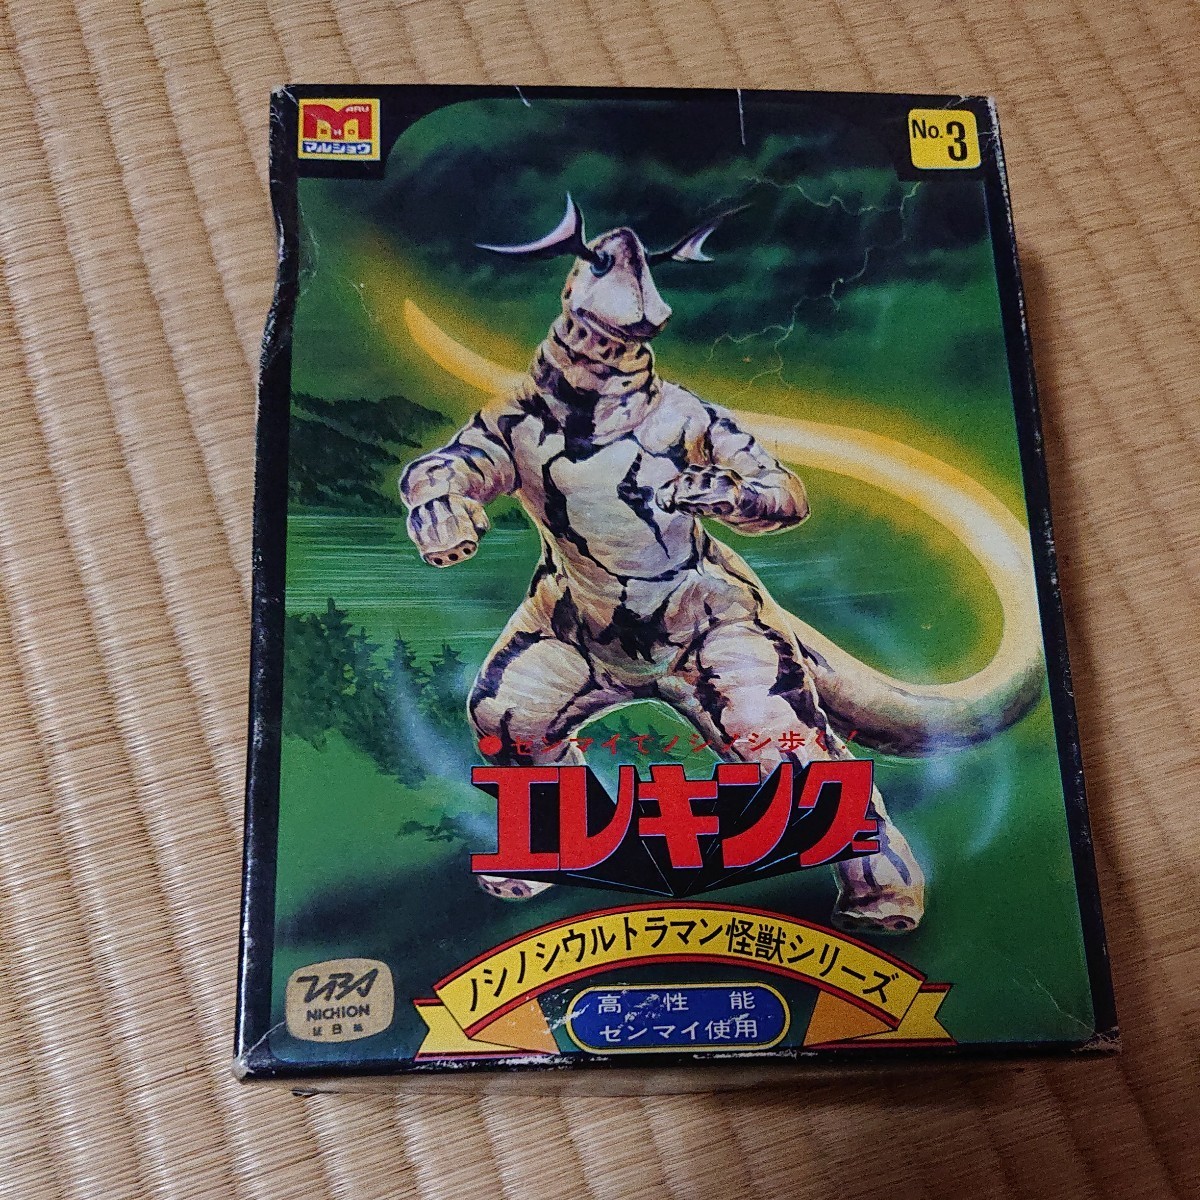 MARU
SHO
マルショウ
No.3
●ゼンマイでノシノシ歩く!
エレキング
ノシノシウルトラマン怪獣シリーズ
高性能
ゼンマイ使用
NICHION